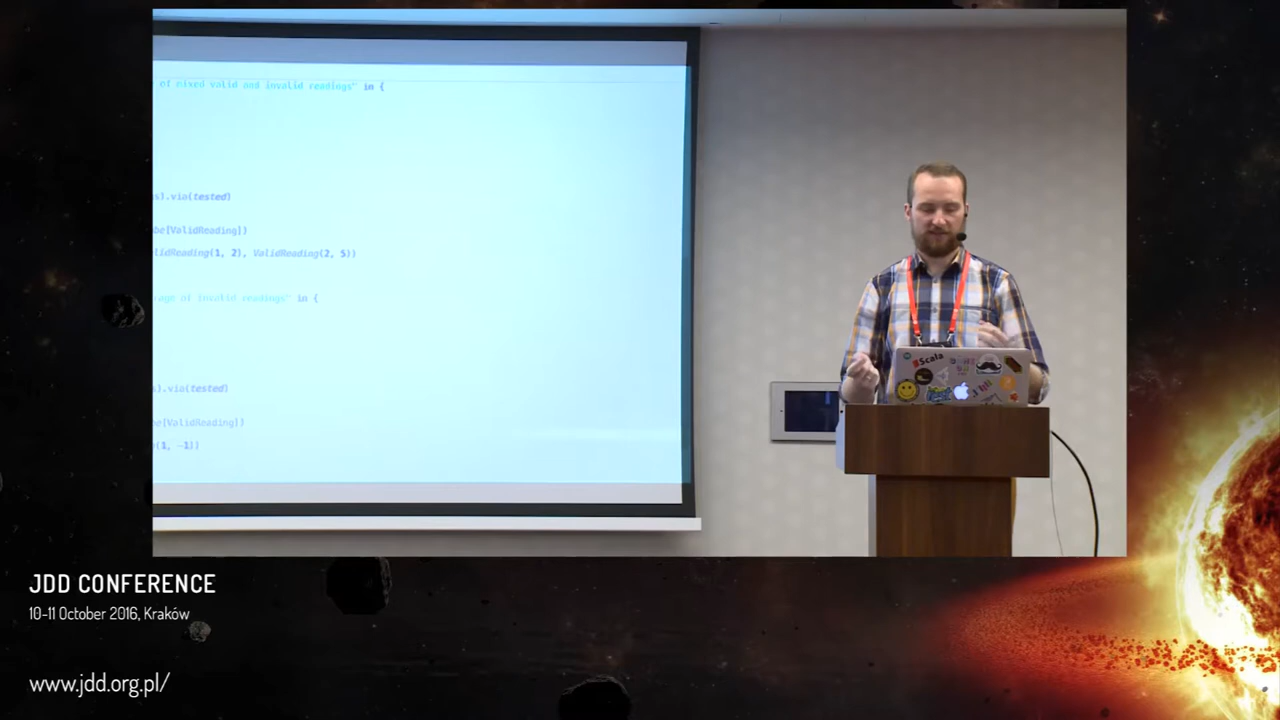 of mixed valid and invalid readings" in {
s).via(tested)
be[ValidReading])
lidReading(1, 2), ValidReading(2, 5))
rage of invalid readings" in {
s).via(tested)
be[ValidReading])
(1, -1))
Scala
JDD CONFERENCE
10-11 October 2016, Kraków
www.jdd.org.pl/